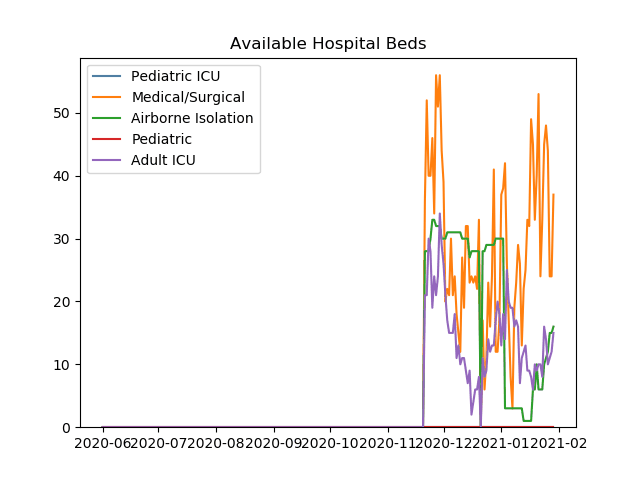 Available Hospital Beds
Pediatric ICU
Medical/Surgical
Airborne Isolation
Pediatric
Adult ICU
50
40
30
20
10
0
2020-06 2020-07 2020-08 2020-09 2020-10 2020-11 2020-12 2021-01 2021-02